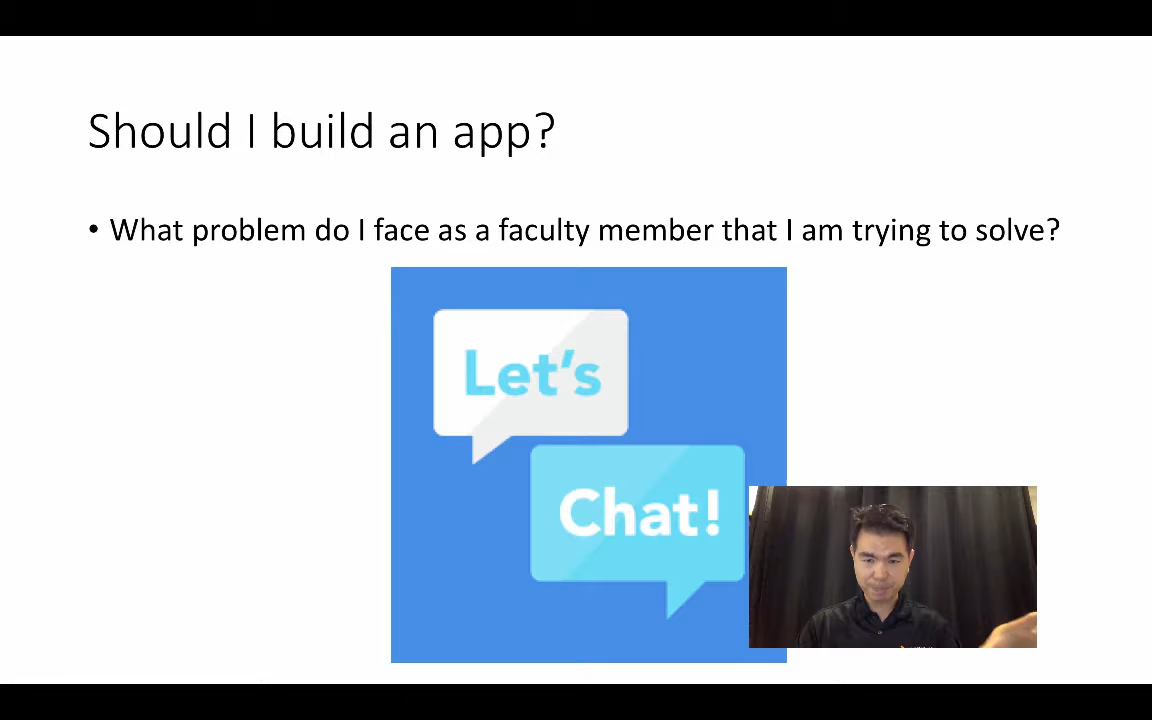 Should I build an app?
• What problem do I face as a faculty member that I am trying to solve?
Let's
Chat!